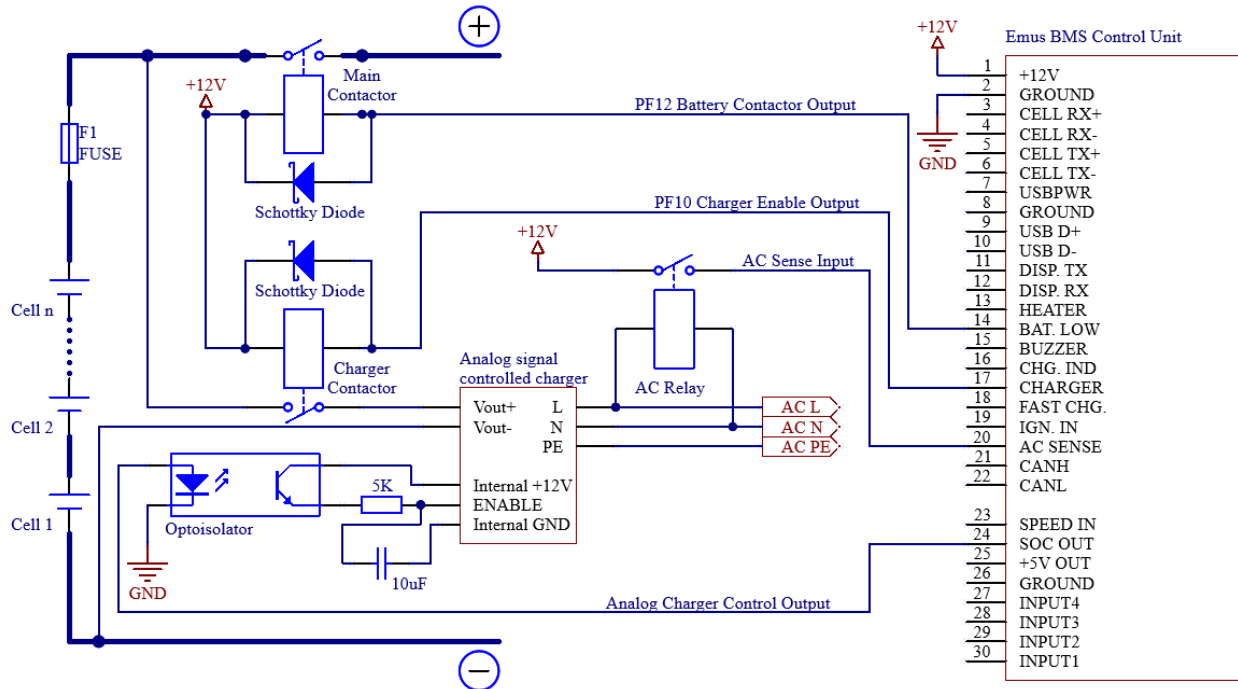 +
Main
Contactor
+12V
F1
FUSE
Schottky Diode
Schottky Diode
Charger
Contactor
Cell n
Cell 2
Cell 1
PF12 Battery Contactor Output
PF10 Charger Enable Output
+12V
AC Sense Input
AC Relay
Analog signal
controlled charger
Vout+
Vout-
L
N
PE
AC L
AC N
AC PE
Internal +12V
ENABLE
Internal GND
5K
10uF
Optoisolator
GND
Analog Charger Control Output
−
+12V
GND
Emus BMS Control Unit
1 +12V
2 GROUND
3 CELL RX+
4 CELL RX-
5 CELL TX+
6 CELL TX-
7 USBPWR
8 GROUND
9 USB D+
10 USB D-
11 DISP. TX
12 DISP. RX
13 HEATER
14 BAT. LOW
15 BUZZER
16 CHG. IND
17 CHARGER
18 FAST CHG.
19 IGN. IN
20 AC SENSE
21 CANH
22 CANL
23 SPEED IN
24 SOC OUT
25 +5V OUT
26 GROUND
27 INPUT4
28 INPUT3
29 INPUT2
30 INPUT1